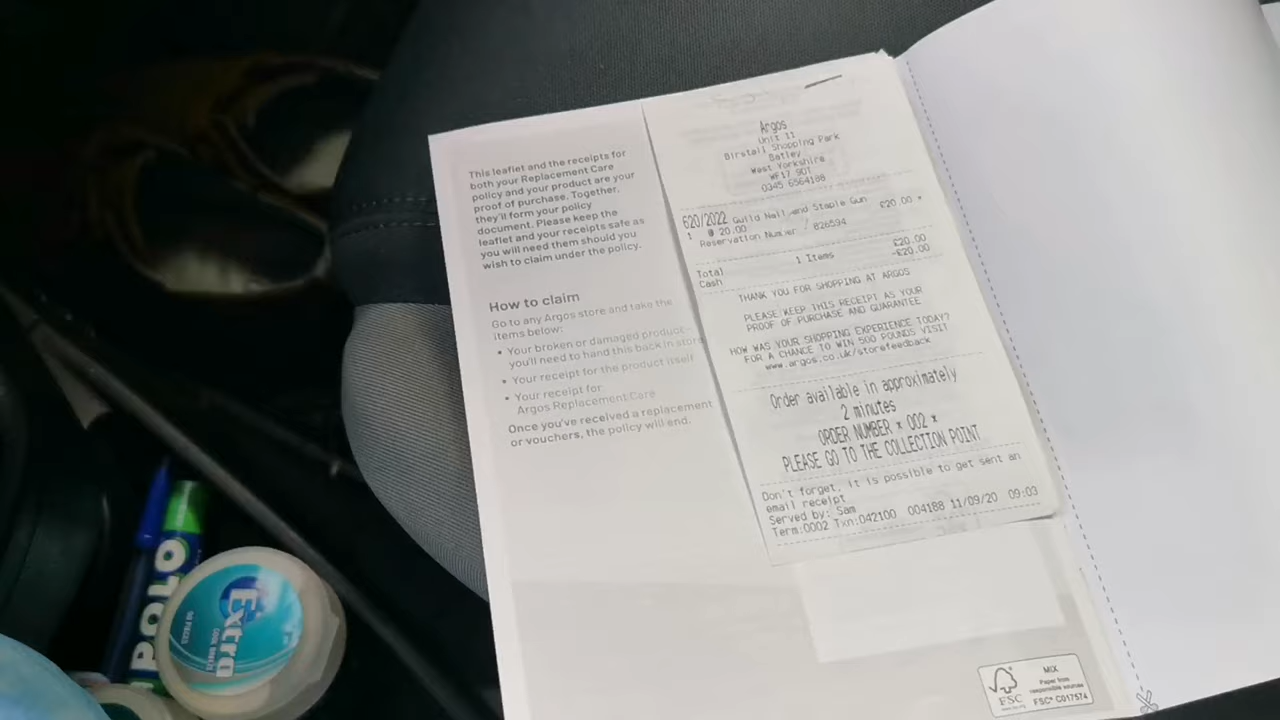 This leaflet and the receipts for
both your Replacement Care
policy and your product are your
proof of purchase. Together,
they'll form your policy
document. Please keep the
leaflet and your receipts safe as
you will need them should you
wish to claim under the policy.
How to claim
Go to any Argos store and take the
items below:
• Your broken or damaged product-
you'll need to hand this back in store
• Your receipt for the product itself
• Your receipt for
Argos Replacement Care
Once you've received a replacement
or vouchers, the policy will end.
Argos
Unit 11
Birstall Shopping Park
Batley
West Yorkshire
WF17 9DT
0345 6564188
620/2022 Guild Nail and Staple Gun £20.00 *
1 @ 20.00
Reservation Number / 826594
Total 1 Items £20.00
Cash -£20.00
THANK YOU FOR SHOPPING AT ARGOS
PLEASE KEEP THIS RECEIPT AS YOUR
PROOF OF PURCHASE AND GUARANTEE
HOW WAS YOUR SHOPPING EXPERIENCE TODAY?
FOR A CHANCE TO WIN 500 POUNDS VISIT
www.argos.co.uk/storefeedback
Order available in approximately
2 minutes
ORDER NUMBER * 002 *
PLEASE GO TO THE COLLECTION POINT
Don't forget, it is possible to get sent an
email receipt
Served by: Sam
Term:0002 Txn:042100 004188 11/09/20 09:03
FSC
MIX
Paper from
responsible sources
FSC® C017574
POLO
Extra
COOL BREEZE
PIECES